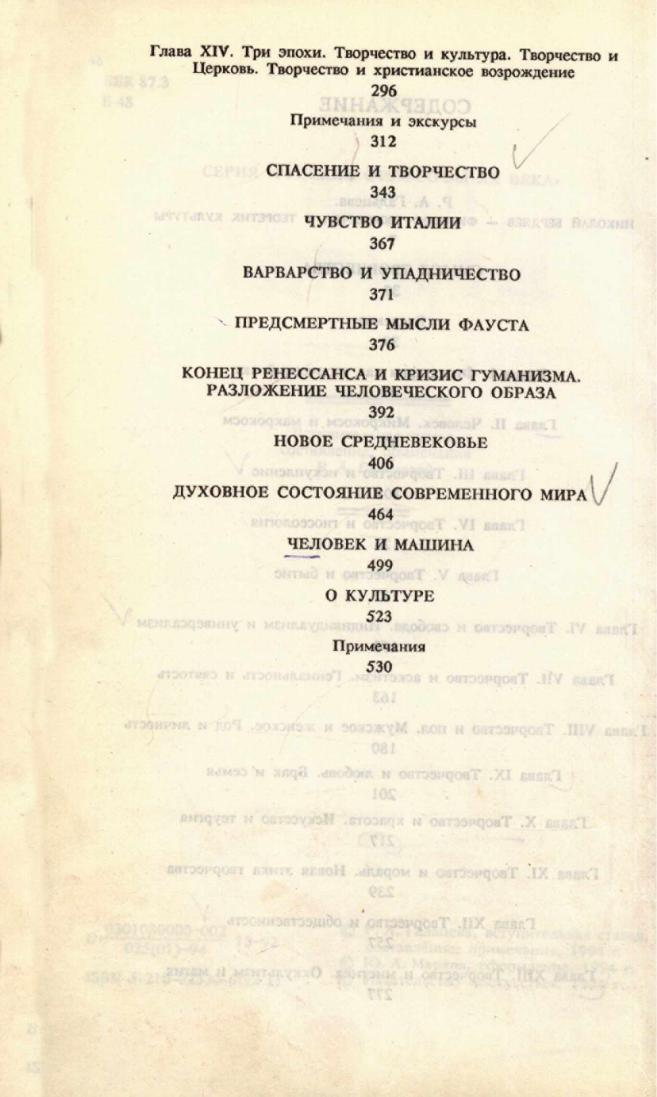 Глава XIV. Три эпохи. Творчество и культура. Творчество и
Церковь. Творчество и христианское возрождение
296
Примечания и экскурсы
312
СПАСЕНИЕ И ТВОРЧЕСТВО
343
ЧУВСТВО ИТАЛИИ
367
ВАРВАРСТВО И УПАДНИЧЕСТВО
371
ПРЕДСМЕРТНЫЕ МЫСЛИ ФАУСТА
376
КОНЕЦ РЕНЕССАНСА И КРИЗИС ГУМАНИЗМА.
РАЗЛОЖЕНИЕ ЧЕЛОВЕЧЕСКОГО ОБРАЗА
392
НОВОЕ СРЕДНЕВЕКОВЬЕ
406
ДУХОВНОЕ СОСТОЯНИЕ СОВРЕМЕННОГО МИРА
464
ЧЕЛОВЕК И МАШИНА
499
О КУЛЬТУРЕ
523
Примечания
530